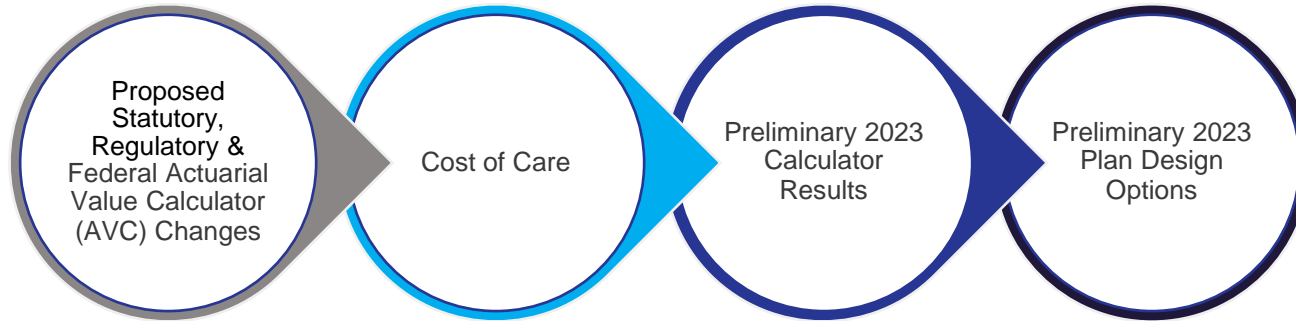 Proposed
Statutory,
Regulatory &
Federal Actuarial
Value Calculator
(AVC) Changes
Cost of Care
Preliminary 2023
Calculator
Results
Preliminary 2023
Plan Design
Options